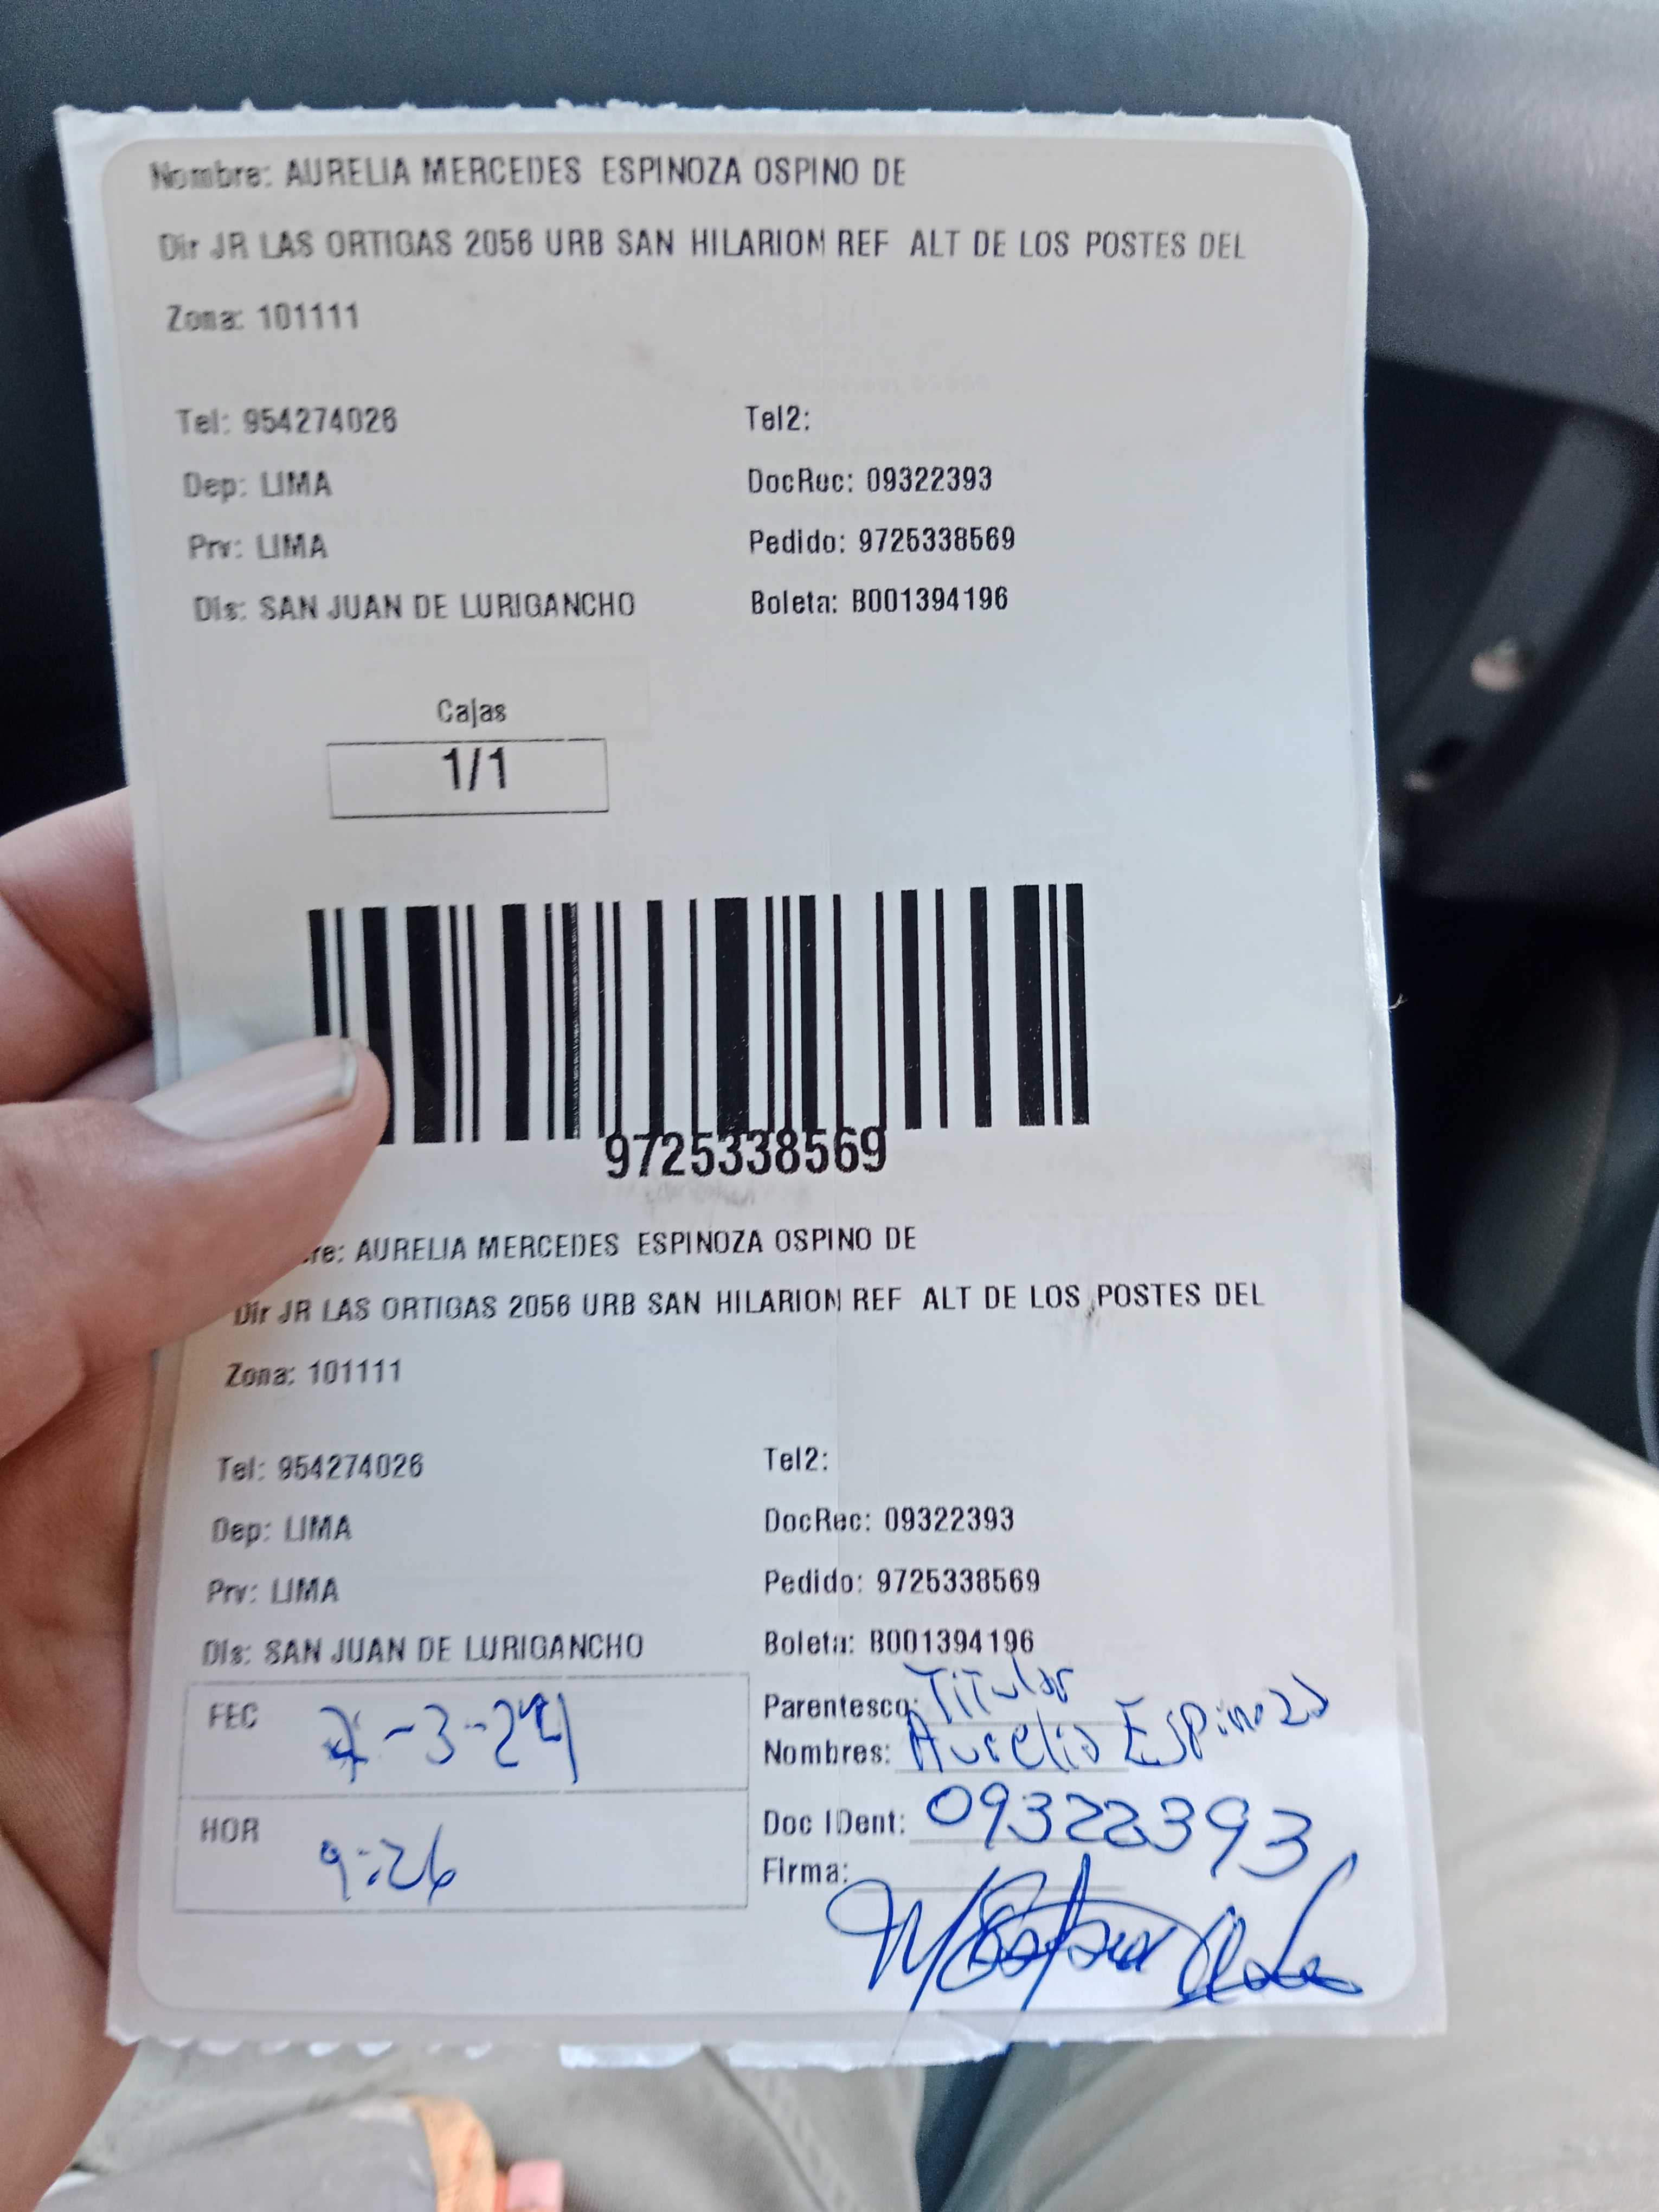 Nombre: AURELIA MERCEDES ESPINOZA OSPINO DE
Dir JR LAS ORTIGAS 2056 URB SAN HILARION REF ALT DE LOS POSTES DEL
Zona: 101111
Tel: 954274026 Tel2:
Dep: LIMA DocRec: 09322393
Prv: LIMA Pedido: 9725338569
Dis: SAN JUAN DE LURIGANCHO Boleta: B001394196
Cajas
1/1
9725338569
re: AURELIA MERCEDES ESPINOZA OSPINO DE
Dir JR LAS ORTIGAS 2056 URB SAN HILARION REF ALT DE LOS POSTES DEL
Zona: 101111
Tel: 954274026 Tel2:
Dep: LIMA DocRec: 09322393
Prv: LIMA Pedido: 9725338569
Dis: SAN JUAN DE LURIGANCHO Boleta: B001394196
FEC -3-24 Parentesco: Titular
Nombres: Aurelia Espinoza
HOR 9:26 Doc IDent: 09322393
Firma: